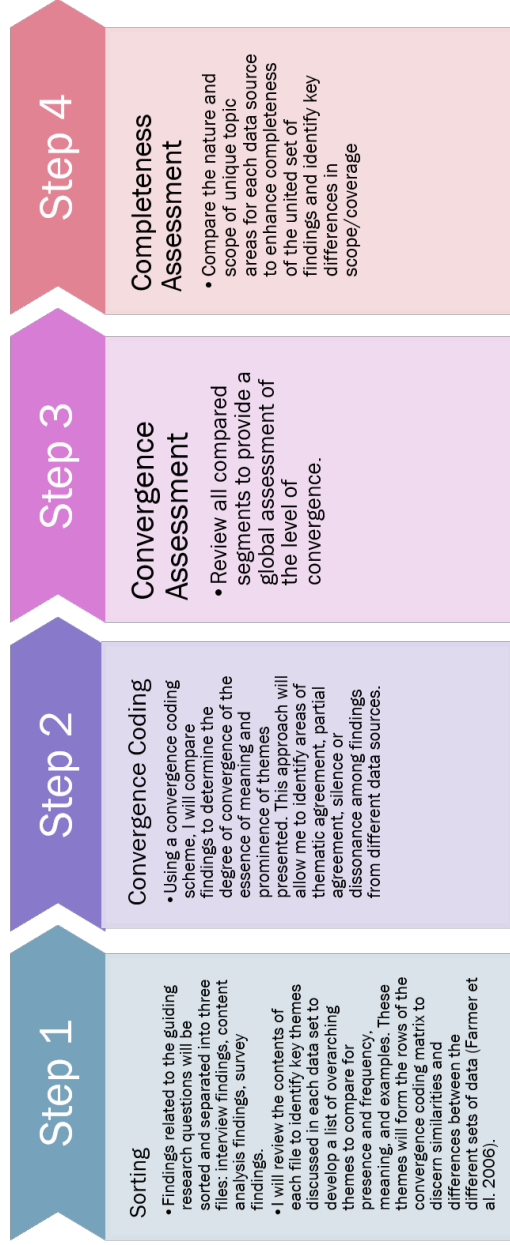 Step 1
Sorting
•Findings related to the guiding
research questions will be
sorted and separated into three
files: interview findings, content
analysis findings, survey
findings.
•I will review the contents of
each file to identify key themes
discussed in each data set to
develop a list of overarching
themes to compare for
presence and frequency,
meaning, and examples. These
themes will form the rows of the
convergence coding matrix to
discern similarities and
differences between the
different sets of data (Farmer et
al. 2006).
Step 2
Convergence Coding
•Using a convergence coding
scheme, I will compare
findings to determine the
degree of convergence of the
essence of meaning and
prominence of themes
presented. This approach will
allow me to identify areas of
thematic agreement, partial
agreement, silence or
dissonance among findings
from different data sources.
Step 3
Convergence
Assessment
•Review all compared
segments to provide a
global assessment of
the level of
convergence.
Step 4
Completeness
Assessment
•Compare the nature and
scope of unique topic
areas for each data source
to enhance completeness
of the united set of
findings and identify key
differences in
scope/coverage